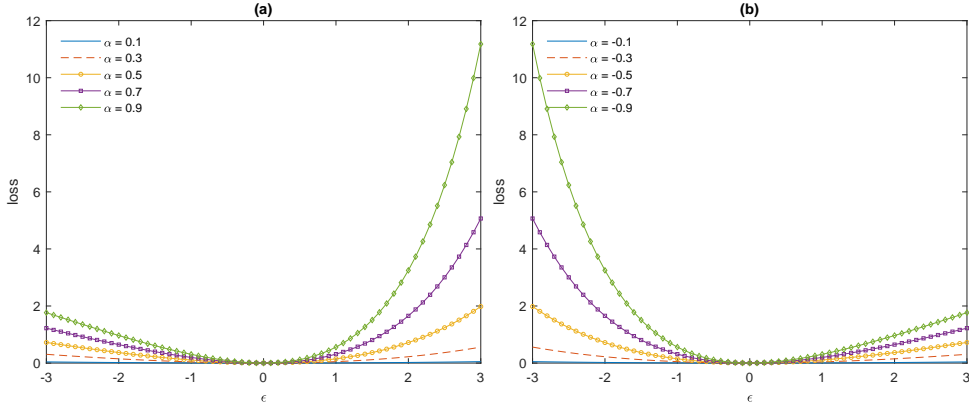 (a)
12
10
8
6
4
2
0
loss
α = 0.1
α = 0.3
α = 0.5
α = 0.7
α = 0.9
-3 -2 -1 0 1 2 3
ϵ
(b)
12
10
8
6
4
2
0
loss
α = -0.1
α = -0.3
α = -0.5
α = -0.7
α = -0.9
-3 -2 -1 0 1 2 3
ϵ